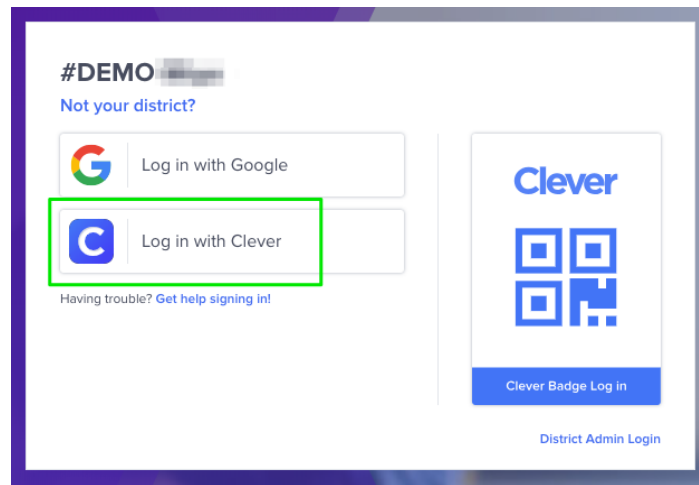 #DEMO
Not your district?
Log in with Google
C Log in with Clever
Having trouble? Get help signing in!
Clever
Clever Badge Log in
District Admin Login